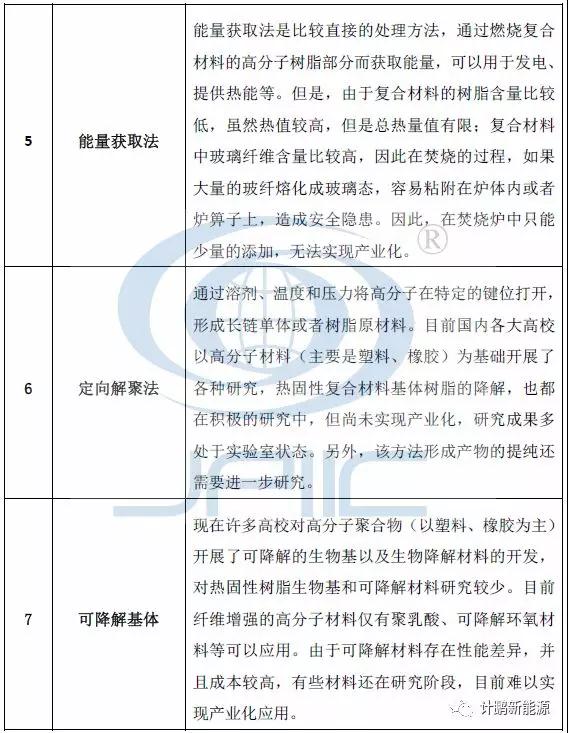 能量获取法是比较直接的处理方法，通过燃烧复合
材料的高分子树脂部分而获取能量，可以用于发电、
提供热能等。但是，由于复合材料的树脂含量比较
低，虽然热值较高，但是总热量值有限；复合材料
5 能量获取法
中玻璃纤维含量比较高，因此在焚烧的过程，如果
大量的玻纤熔化成玻璃态，容易粘附在炉体内或者
炉箅子上，造成安全隐患。因此，在焚烧炉中只能
少量的添加，无法实现产业化。
®
通过溶剂、温度和压力将高分子在特定的键位打开，
形成长链单体或者树脂原材料。目前国内各大高校
以高分子材料（主要是塑料、橡胶）为基础开展了
6 定向解聚法
各种研究，热固性复合材料基体树脂的降解，也都
在积极的研究中，但尚未实现产业化，研究成果多
处于实验室状态。另外，该方法形成产物的提纯还
需要进一步研究。
JAIIC
现在许多高校对高分子聚合物（以塑料、橡胶为主）
开展了可降解的生物基以及生物降解材料的开发，
对热固性树脂生物基和可降解材料研究较少。目前
7 可降解基体
纤维增强的高分子材料仅有聚乳酸、可降解环氧材
料等可以应用。由于可降解材料存在性能差异，并
且成本较高，有些材料还在研究阶段，目前难以实
现产业化应用。
计鹏新能源